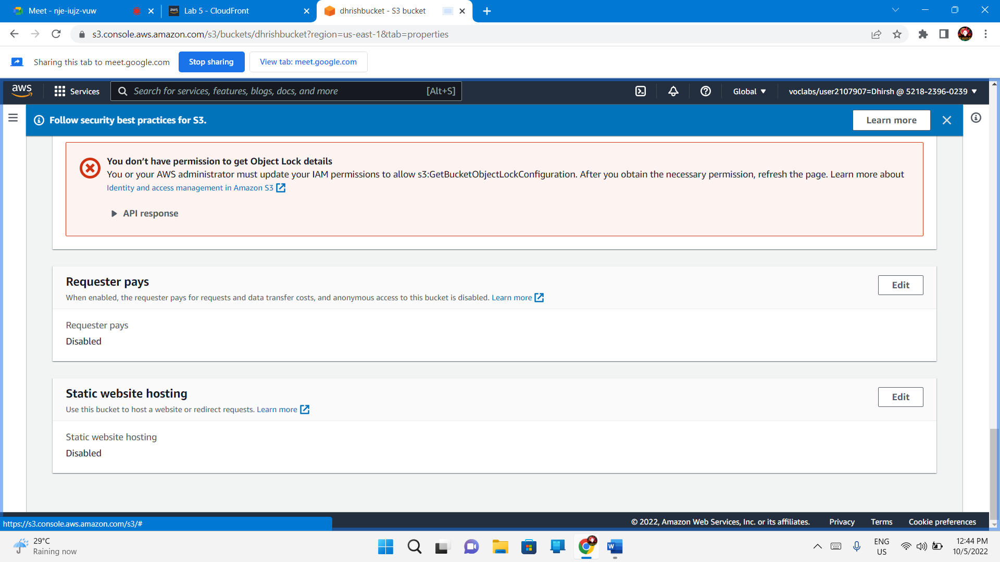 Meet - nje-iujz-vuw
aws Lab 5 - CloudFront
dhrishbucket - S3 bucket
s3.console.aws.amazon.com/s3/buckets/dhrishbucket?region=us-east-1&tab=properties
Sharing this tab to meet.google.com
Stop sharing
View tab: meet.google.com
aws
Services
Search for services, features, blogs, docs, and more [Alt+S]
Global
voclabs/user2107907=Dhirsh @ 5218-2396-0239
Follow security best practices for S3.
Learn more
You don't have permission to get Object Lock details
You or your AWS administrator must update your IAM permissions to allow s3:GetBucketObjectLockConfiguration. After you obtain the necessary permission, refresh the page. Learn more about
Identity and access management in Amazon S3
API response
Requester pays
Edit
When enabled, the requester pays for requests and data transfer costs, and anonymous access to this bucket is disabled. Learn more
Requester pays
Disabled
Static website hosting
Edit
Use this bucket to host a website or redirect requests. Learn more
Static website hosting
Disabled
https://s3.console.aws.amazon.com/s3/#
© 2022, Amazon Web Services, Inc. or its affiliates. Privacy Terms Cookie preferences
29°C
Raining now
W
ENG
US
12:44 PM
10/5/2022